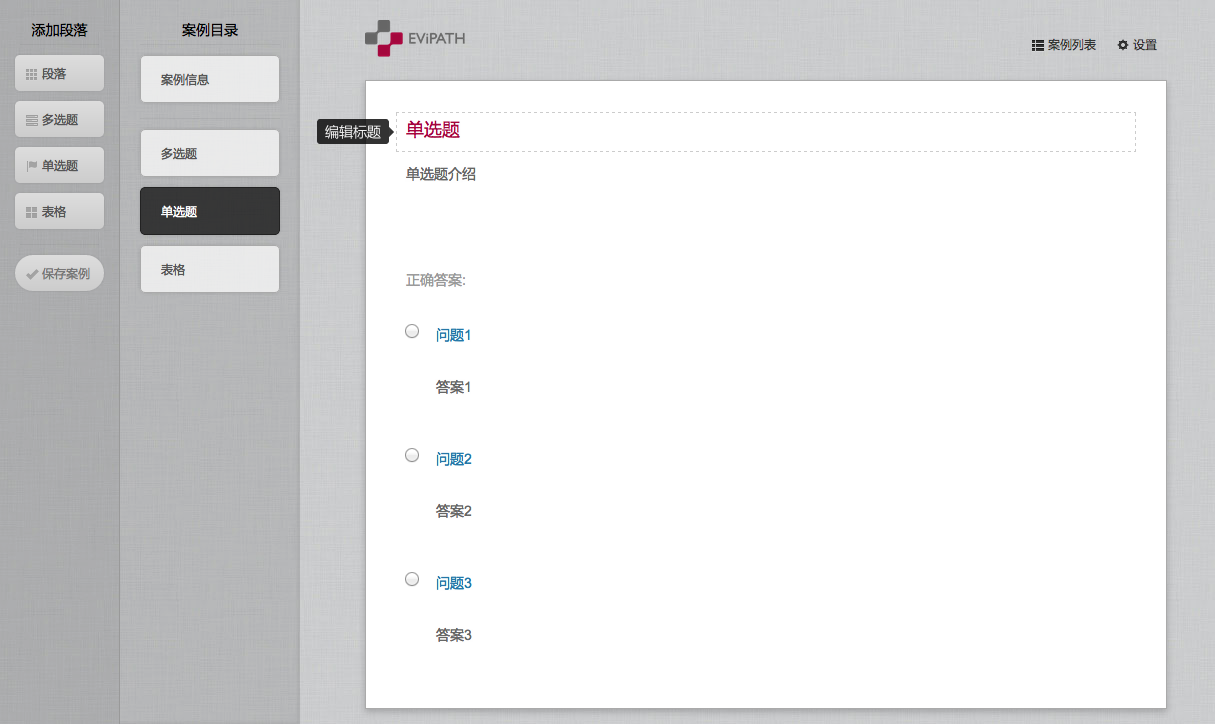 添加段落
段落
多选题
单选题
表格
保存案例
案例目录
案例信息
多选题
单选题
表格
EViPATH
案例列表
设置
编辑标题
单选题
单选题介绍
正确答案:
问题1
答案1
问题2
答案2
问题3
答案3